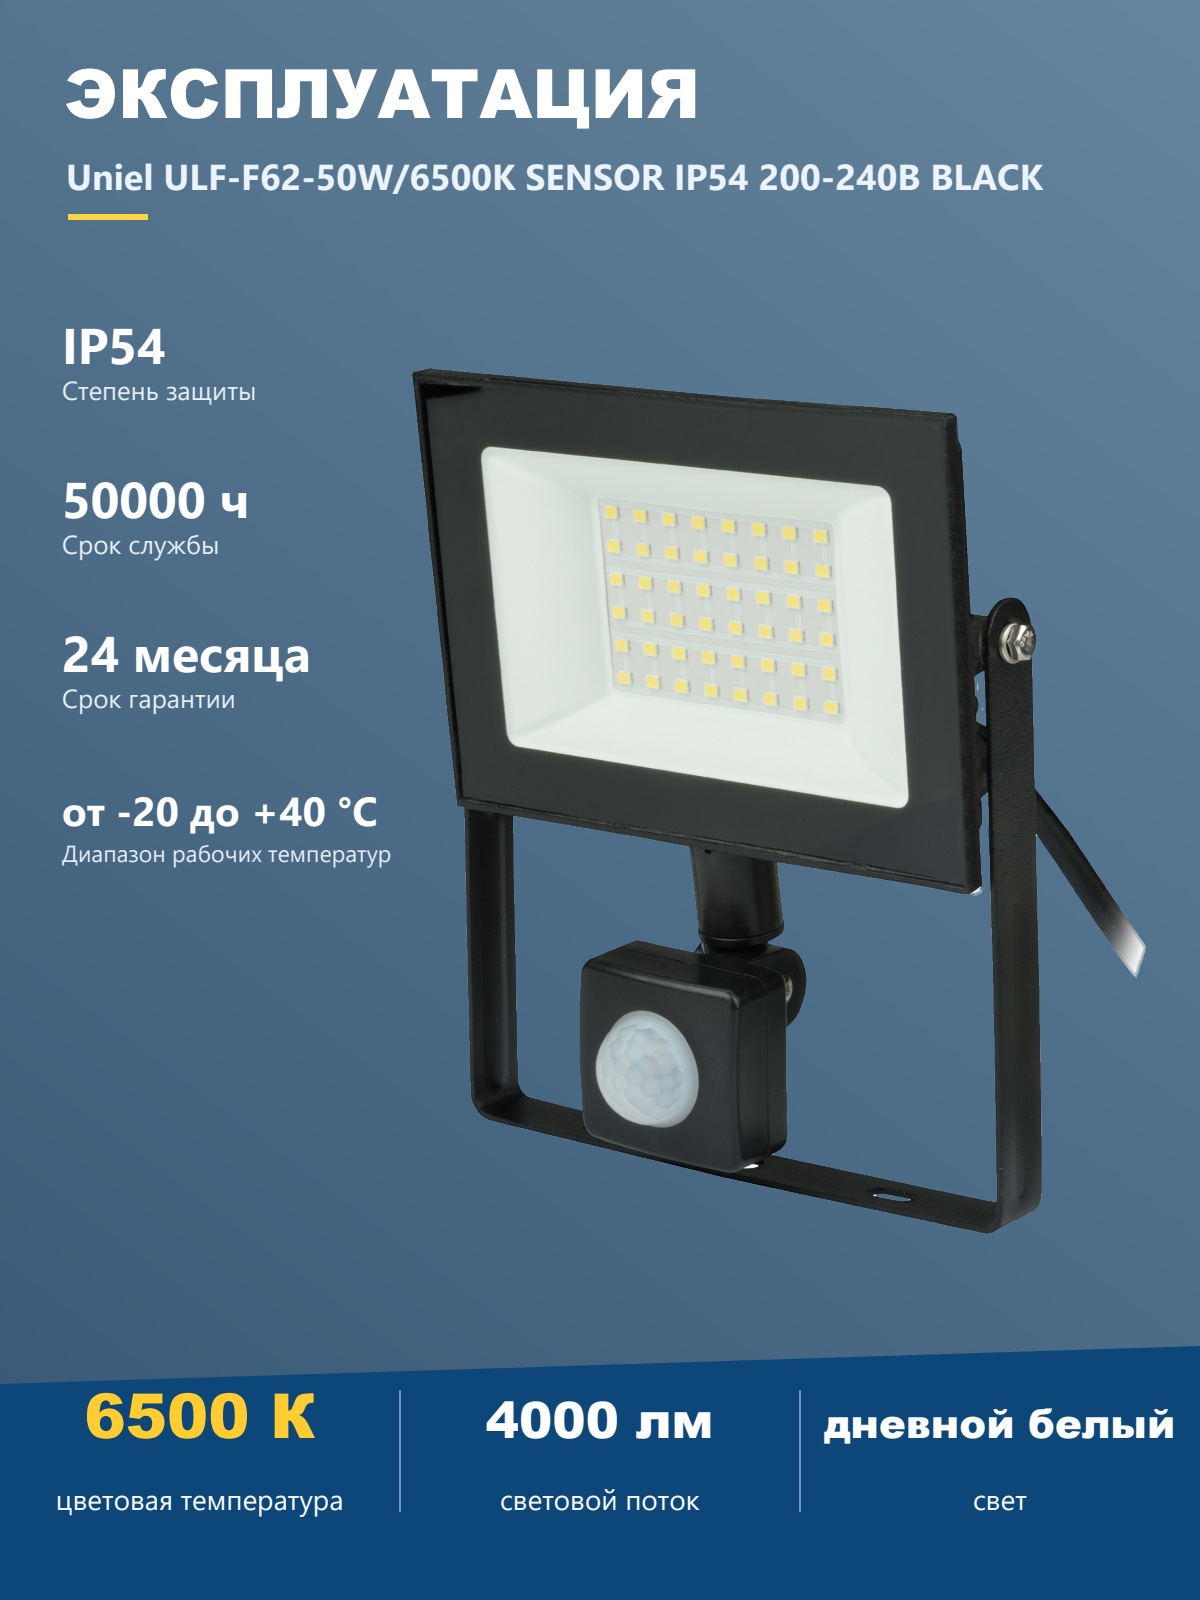 ЭКСПЛУАТАЦИЯ
Uniel ULF-F62-50W/6500K SENSOR IP54 200-240В BLACK
IP54
Степень защиты
50000 ч
Срок службы
24 месяца
Срок гарантии
от -20 до +40 °C
Диапазон рабочих температур
6500 К
цветовая температура
4000 лм
световой поток
дневной белый
свет